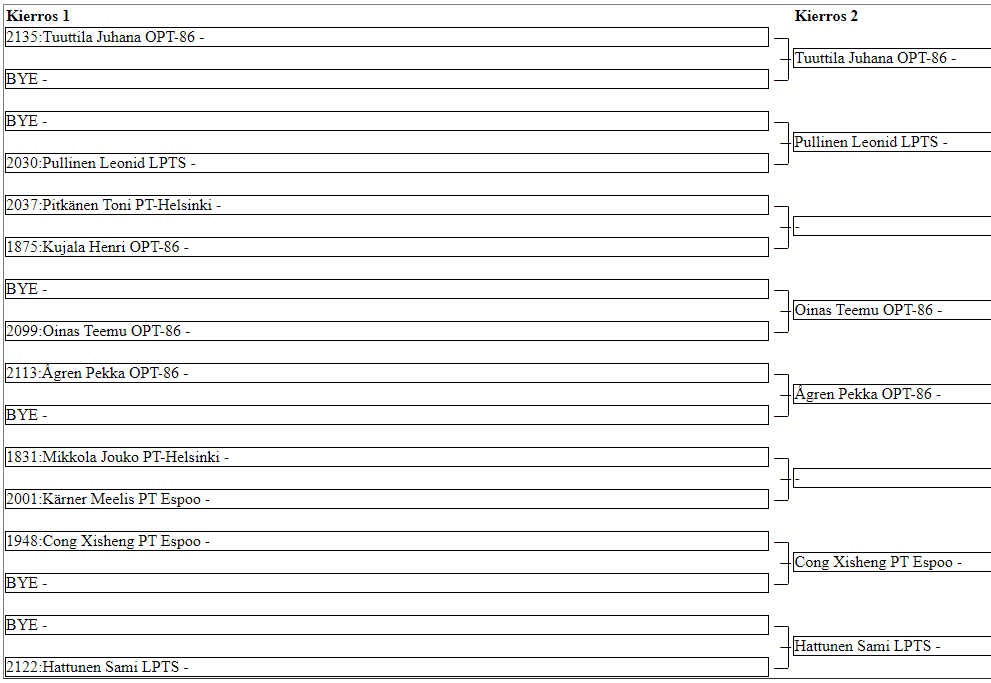 Kierros 1
Kierros 2
2135:Tuuttila Juhana OPT-86 -
Tuuttila Juhana OPT-86 -
BYE -
BYE -
Pullinen Leonid LPTS -
2030:Pullinen Leonid LPTS -
2037:Pitkänen Toni PT-Helsinki -
-
1875:Kujala Henri OPT-86 -
BYE -
Oinas Teemu OPT-86 -
2099:Oinas Teemu OPT-86 -
2113:Ågren Pekka OPT-86 -
Ågren Pekka OPT-86 -
BYE -
1831:Mikkola Jouko PT-Helsinki -
-
2001:Kärner Meelis PT Espoo -
1948:Cong Xisheng PT Espoo -
Cong Xisheng PT Espoo -
BYE -
BYE -
Hattunen Sami LPTS -
2122:Hattunen Sami LPTS -